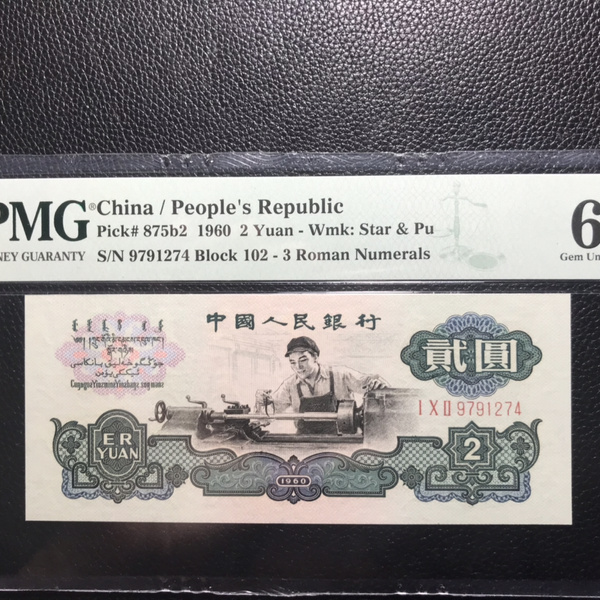 PMG® China / People's Republic
Pick# 875b2 1960 2 Yuan - Wmk: Star & Pu
NEY GUARANTY S/N 9791274 Block 102 - 3 Roman Numerals
6
Gem Un
中國人民銀行
貳圓
I X II 9791274
ER
YUAN
2
1960